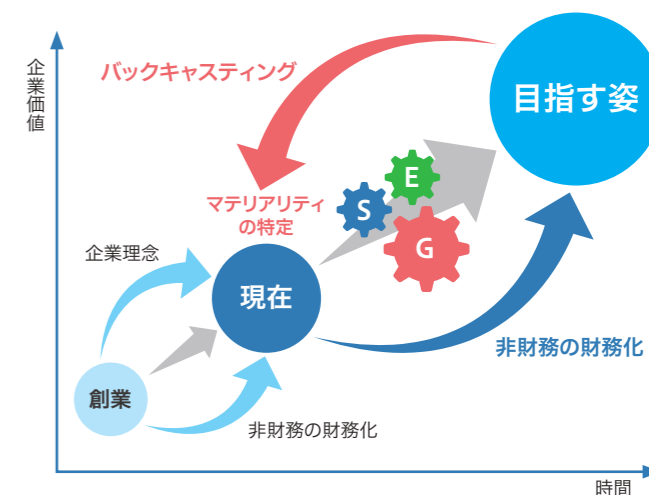 企業価値
バックキャスティング
目指す姿
E
S
G
マテリアリティ
の特定
企業理念
現在
非財務の財務化
創業
非財務の財務化
時間